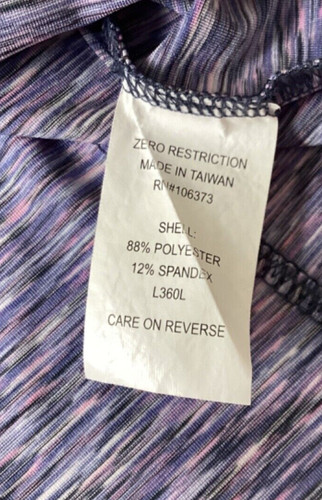 ZERO RESTRICTION
MADE IN TAIWAN
RN#106373
SHELL:
88% POLYESTER
12% SPANDEX
L360L
CARE ON REVERSE